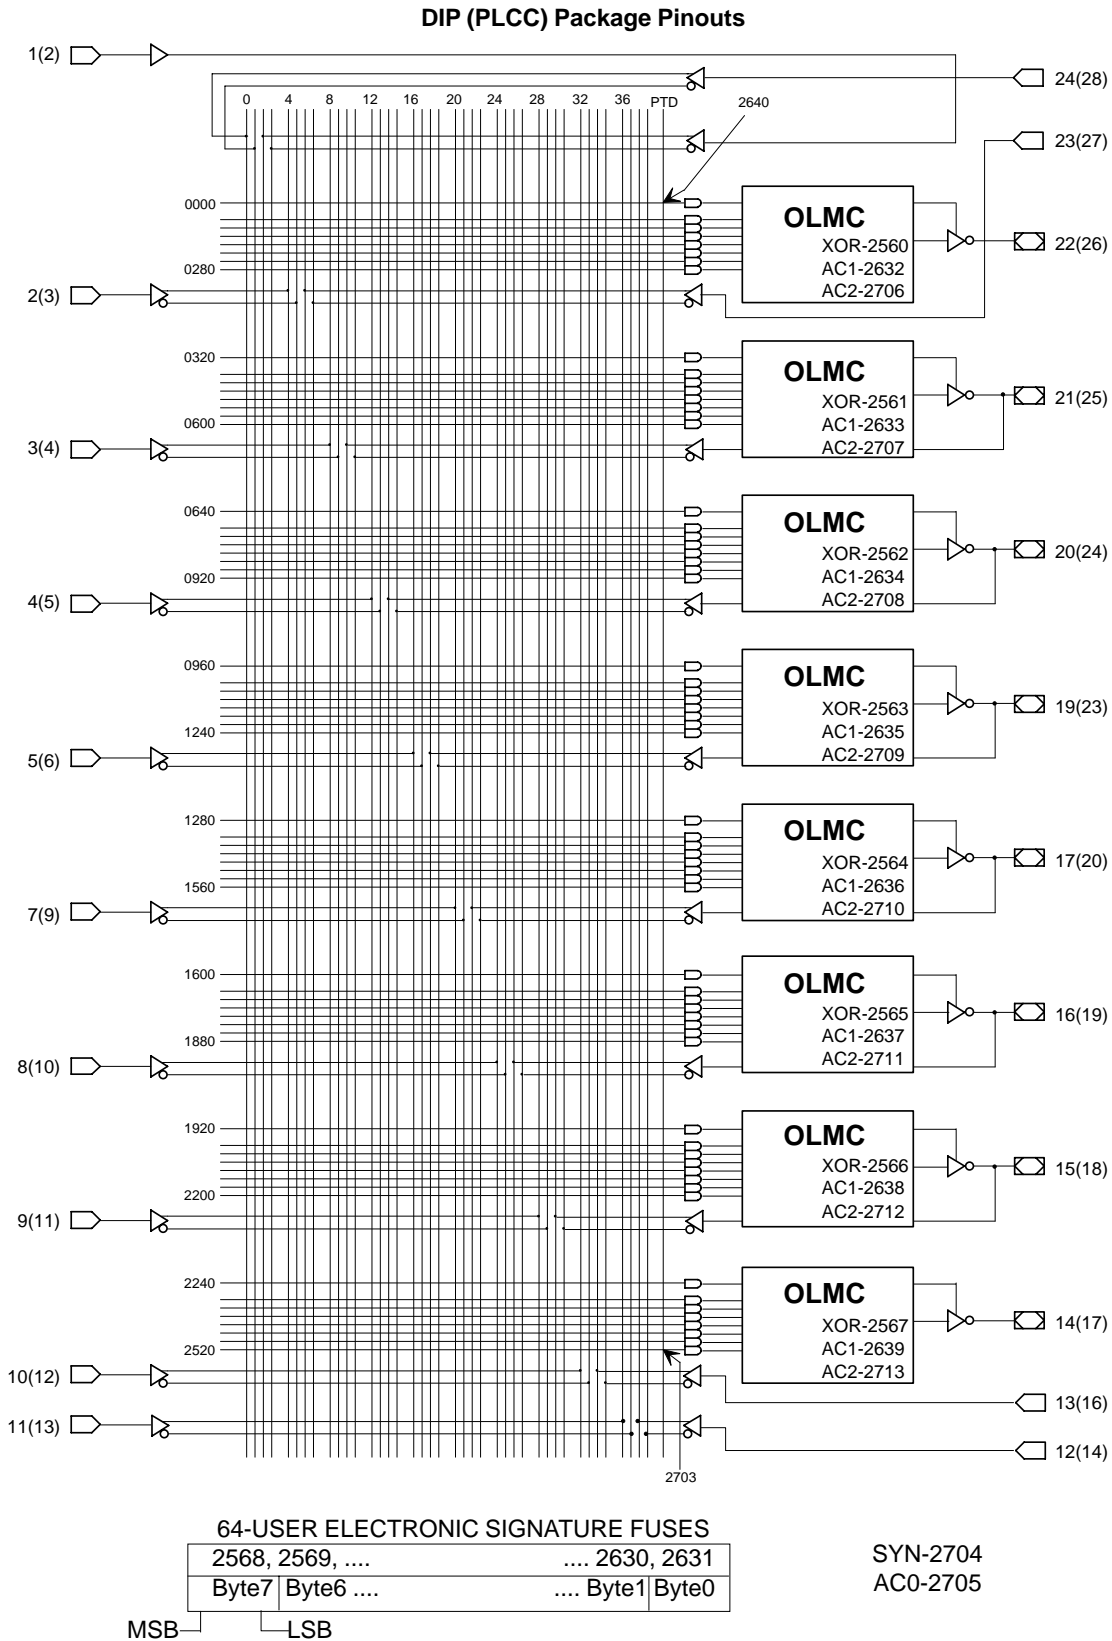 DIP (PLCC) Package Pinouts
1(2)
24(28)
0 4 8 12 16 20 24 28 32 36 PTD 2640
23(27)
0000
OLMC
XOR-2560
22(26)
AC1-2632
0280
2(3)
AC2-2706
0320
OLMC
21(25)
XOR-2561
AC1-2633
0600
3(4)
AC2-2707
0640
OLMC
XOR-2562
20(24)
AC1-2634
0920
4(5)
AC2-2708
0960
OLMC
XOR-2563
19(23)
AC1-2635
1240
5(6)
AC2-2709
1280
OLMC
XOR-2564
17(20)
AC1-2636
1560
7(9)
AC2-2710
1600
OLMC
XOR-2565
16(19)
AC1-2637
1880
8(10)
AC2-2711
1920
OLMC
XOR-2566
15(18)
AC1-2638
2200
9(11)
AC2-2712
2240
OLMC
XOR-2567
14(17)
AC1-2639
2520
10(12)
AC2-2713
13(16)
11(13)
12(14)
2703
64-USER ELECTRONIC SIGNATURE FUSES
2568, 2569, .... .... 2630, 2631
Byte7 Byte6 .... .... Byte1 Byte0
MSB LSB
SYN-2704
AC0-2705